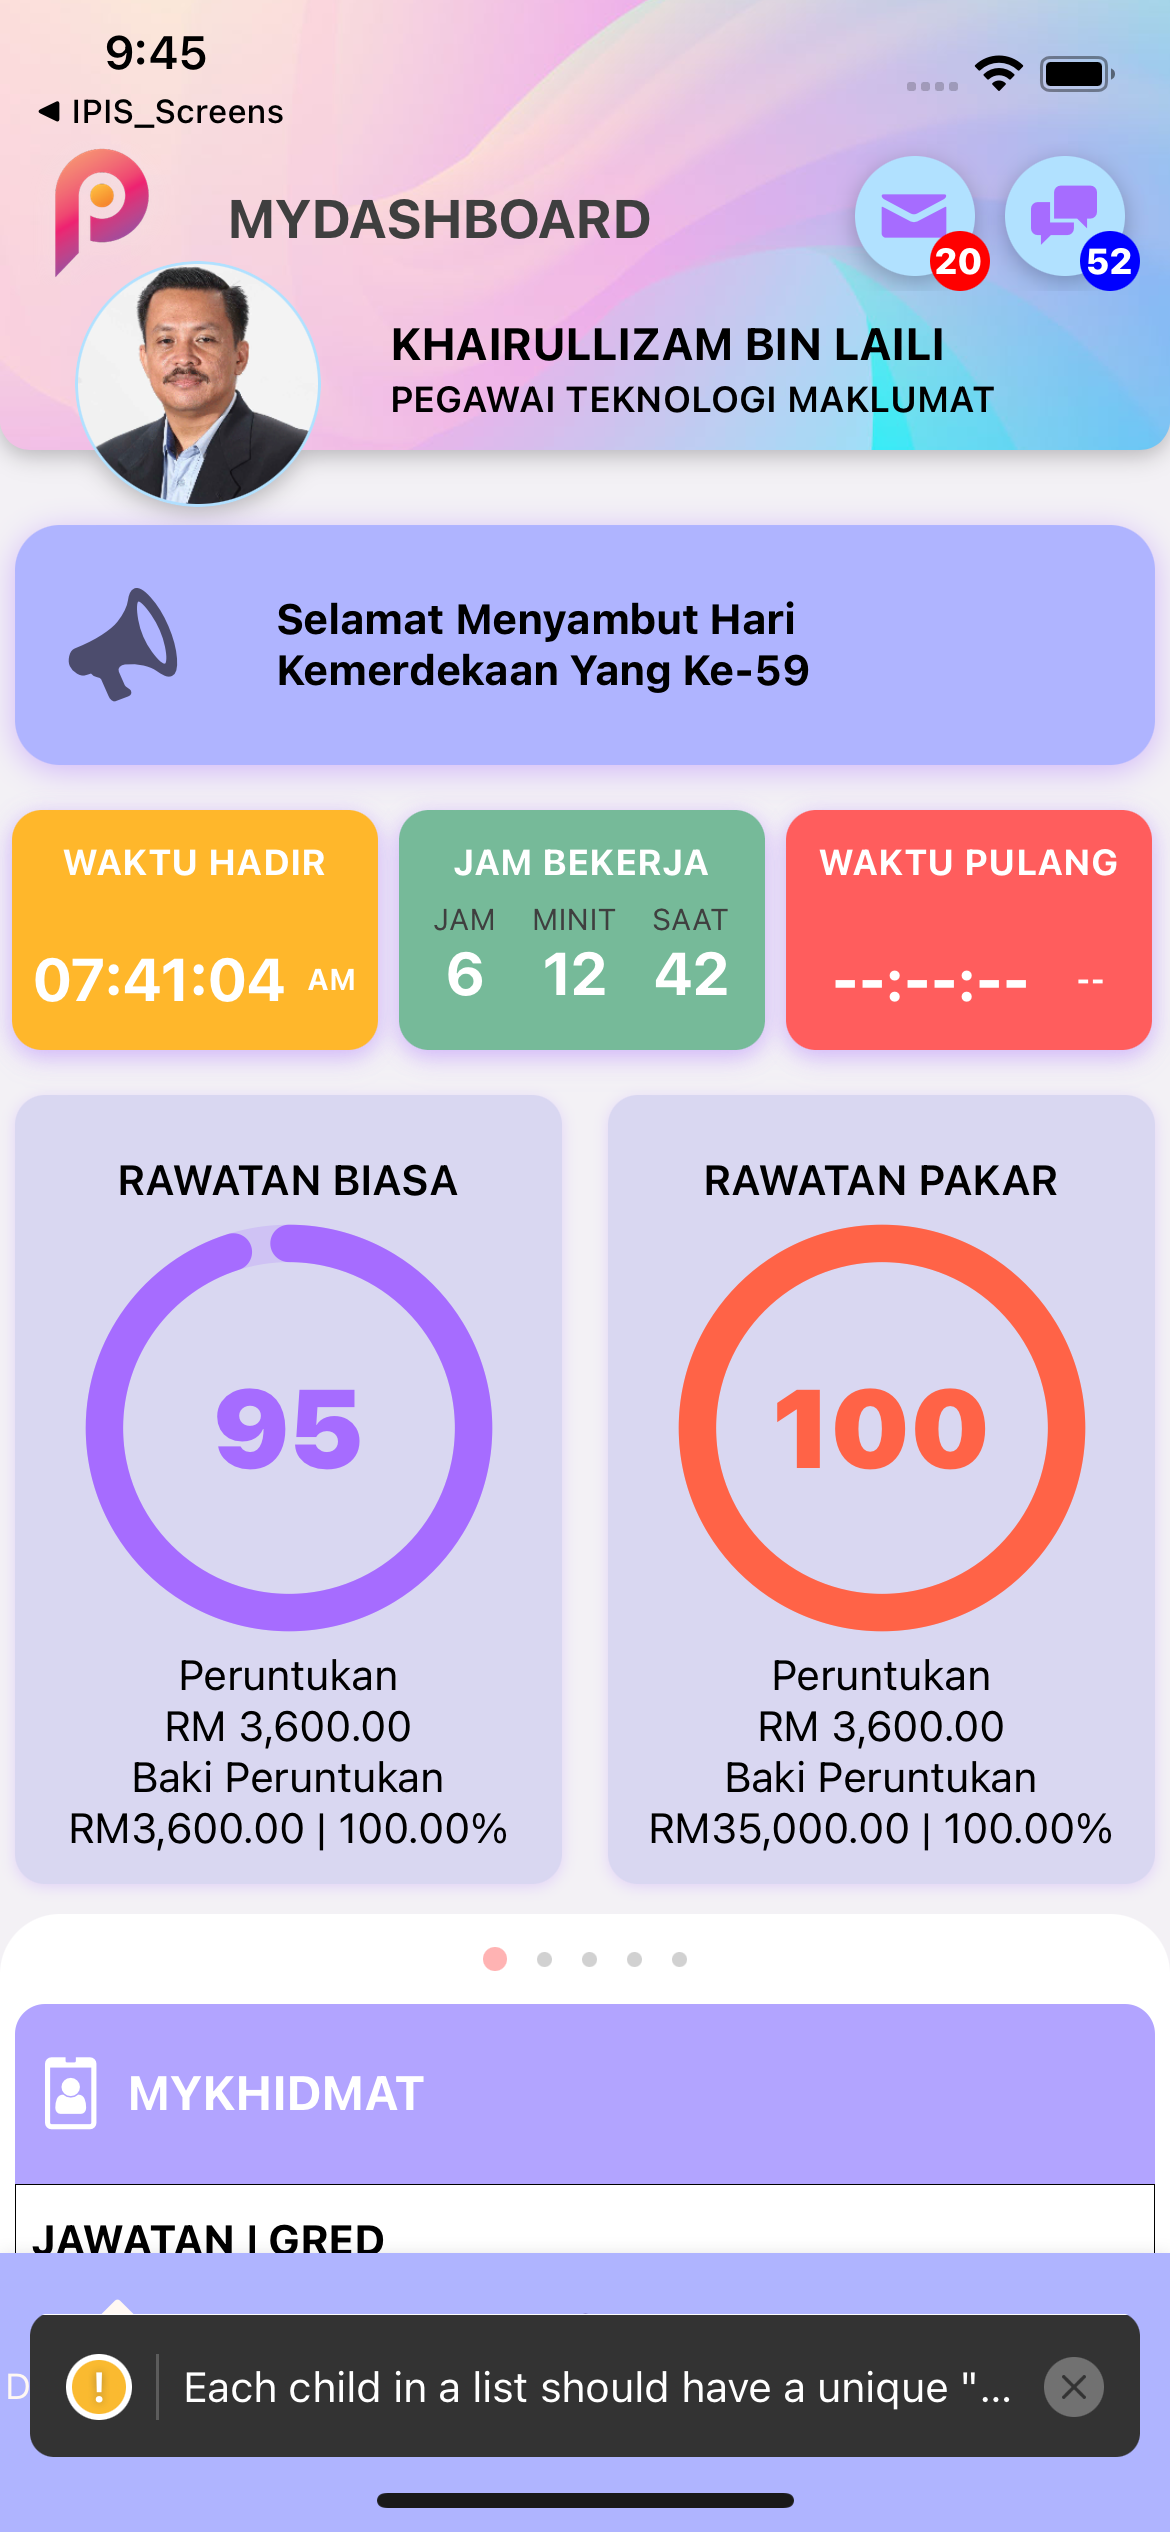 9:45
◀ IPIS_Screens
MYDASHBOARD
20
52
KHAIRULLIZAM BIN LAILI
PEGAWAI TEKNOLOGI MAKLUMAT
Selamat Menyambut Hari
Kemerdekaan Yang Ke-59
WAKTU HADIR
07:41:04 AM
JAM BEKERJA
JAM MINIT SAAT
6 12 42
WAKTU PULANG
--:--:-- --
RAWATAN BIASA
95
Peruntukan
RM 3,600.00
Baki Peruntukan
RM3,600.00 | 100.00%
RAWATAN PAKAR
100
Peruntukan
RM 3,600.00
Baki Peruntukan
RM35,000.00 | 100.00%
MYKHIDMAT
JAWATAN | GRED
D
Each child in a list should have a unique "...